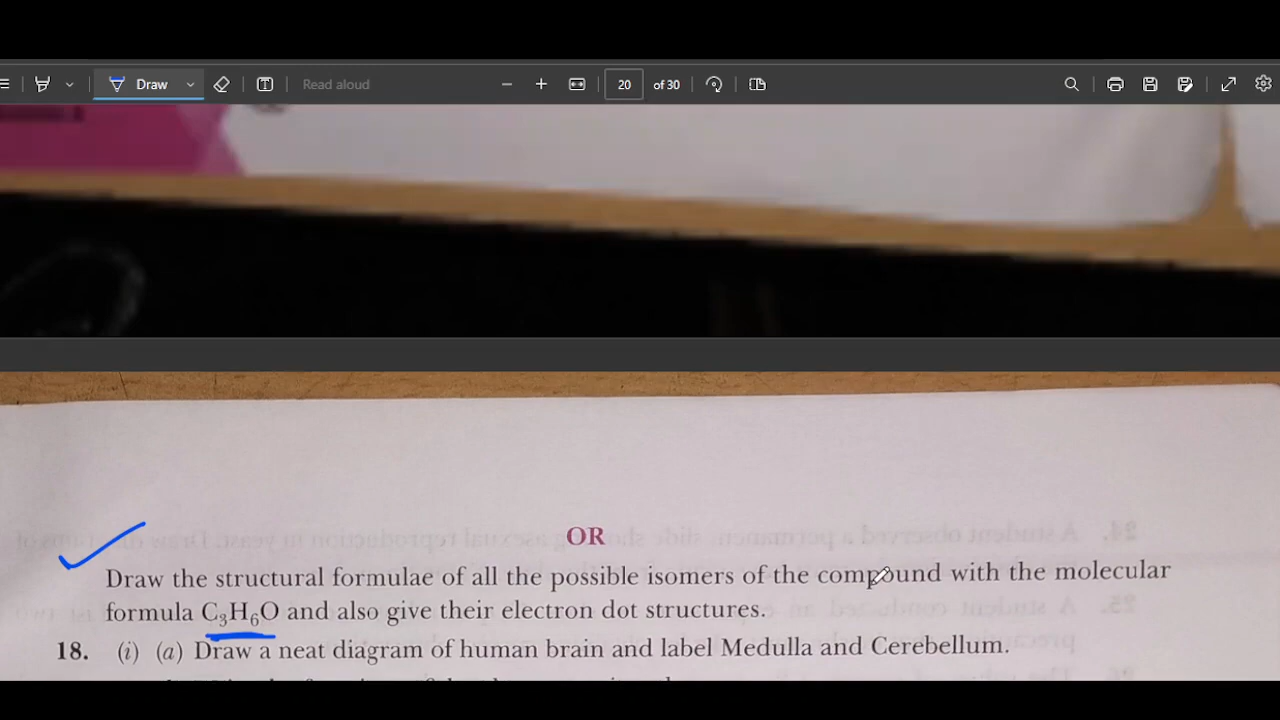 Draw
Read aloud
20 of 30
OR
Draw the structural formulae of all the possible isomers of the compound with the molecular
formula C₃H₆O and also give their electron dot structures.
18. (i) (a) Draw a neat diagram of human brain and label Medulla and Cerebellum.